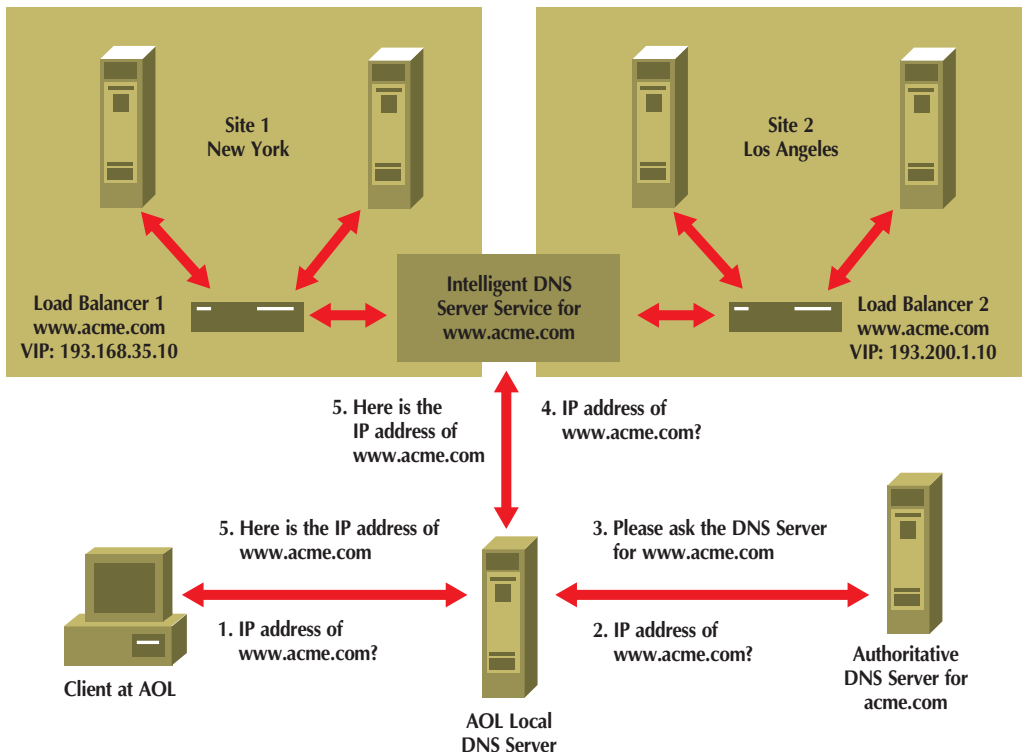 Site 1
New York
Site 2
Los Angeles
Load Balancer 1
www.acme.com
VIP: 193.168.35.10
Intelligent DNS
Server Service for
www.acme.com
Load Balancer 2
www.acme.com
VIP: 193.200.1.10
5. Here is the
IP address of
www.acme.com
4. IP address of
www.acme.com?
5. Here is the IP address of
www.acme.com
3. Please ask the DNS Server
for www.acme.com
1. IP address of
www.acme.com?
2. IP address of
www.acme.com?
Client at AOL
AOL Local
DNS Server
Authoritative
DNS Server for
acme.com